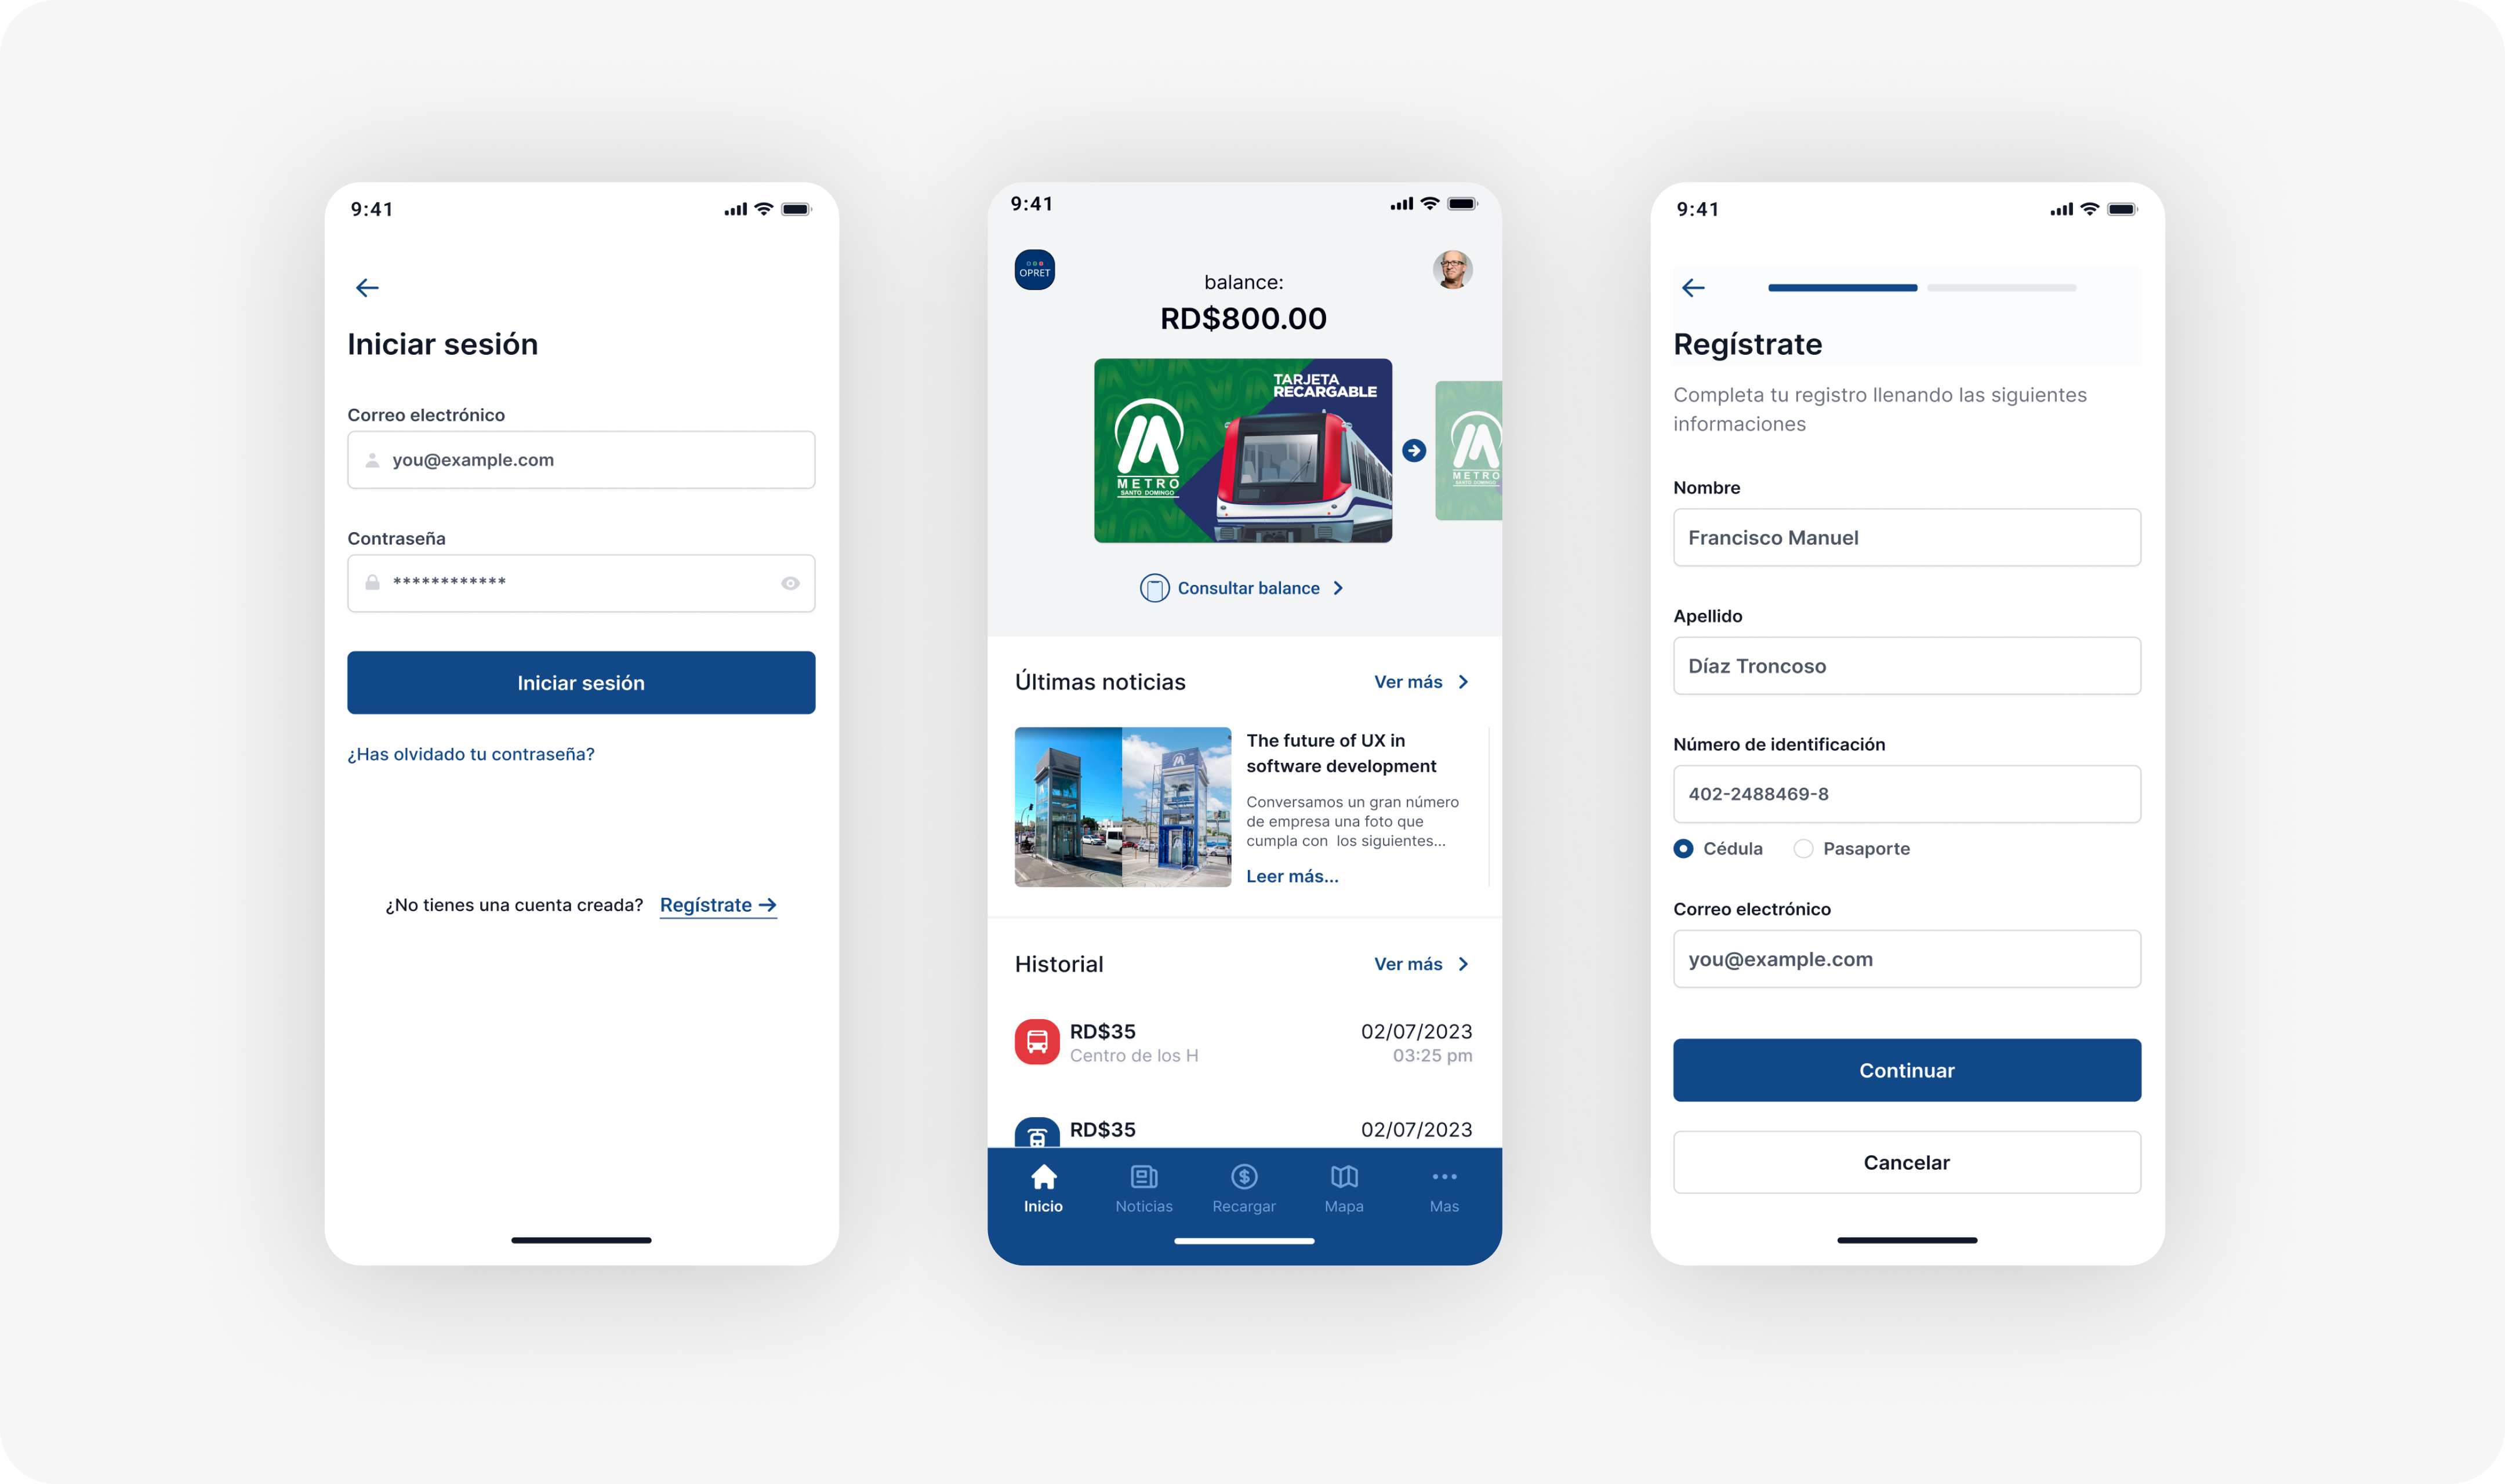 9:41
Iniciar sesión
Correo electrónico
you@example.com
Contraseña
************
Iniciar sesión
¿Has olvidado tu contraseña?
¿No tienes una cuenta creada? Regístrate
9:41
OPRET
balance:
RD$800.00
TARJETA
RECARGABLE
METRO
SANTO DOMINGO
METRO
SANTO DOMINGO
Consultar balance
Últimas noticias
Ver más
The future of UX in
software development
Conversamos un gran número
de empresa una foto que
cumpla con  los siguientes...
Leer más...
Historial
Ver más
RD$35
02/07/2023
Centro de los H
03:25 pm
RD$35
02/07/2023
Inicio
Noticias
Recargar
Mapa
Mas
9:41
Regístrate
Completa tu registro llenando las siguientes
informaciones
Nombre
Francisco Manuel
Apellido
Díaz Troncoso
Número de identificación
402-2488469-8
Cédula
Pasaporte
Correo electrónico
you@example.com
Continuar
Cancelar